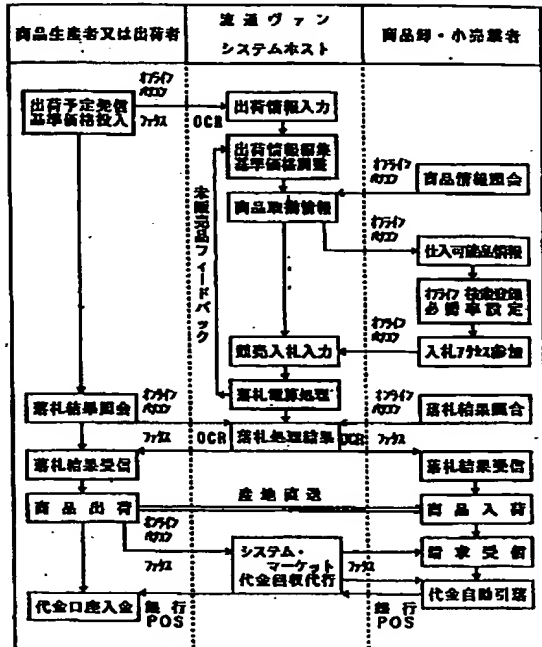 商品生産者又は出荷者
流通ヴァン
システムホスト
商品卸・小売業者
オフライン
パソコン
出荷予定発信
基準価格投入
ファクス
OCR
出荷情報入力
出荷情報編集
基準価格調整
オフライン
パソコン
商品情報照会
商品取揃情報
オフライン
パソコン
仕入可能品情報
未販売品フィードバック
オフライン 検索登録
必勝率設定
オフライン
パソコン
競売入札入力
入札アクセス参加
落札電算処理
落札結果照会
オフライン
パソコン
オフライン
パソコン
落札結果照合
ファクス
OCR
落札処理結果
OCR
ファクス
落札結果受信
落札結果受信
産地直送
商品出荷
商品入荷
オフライン
パソコン
ファクス
システム・
マーケット
代金回収代行
ファクス
請求受信
代金口座入金
銀行
POS
銀行
POS
代金自動引落